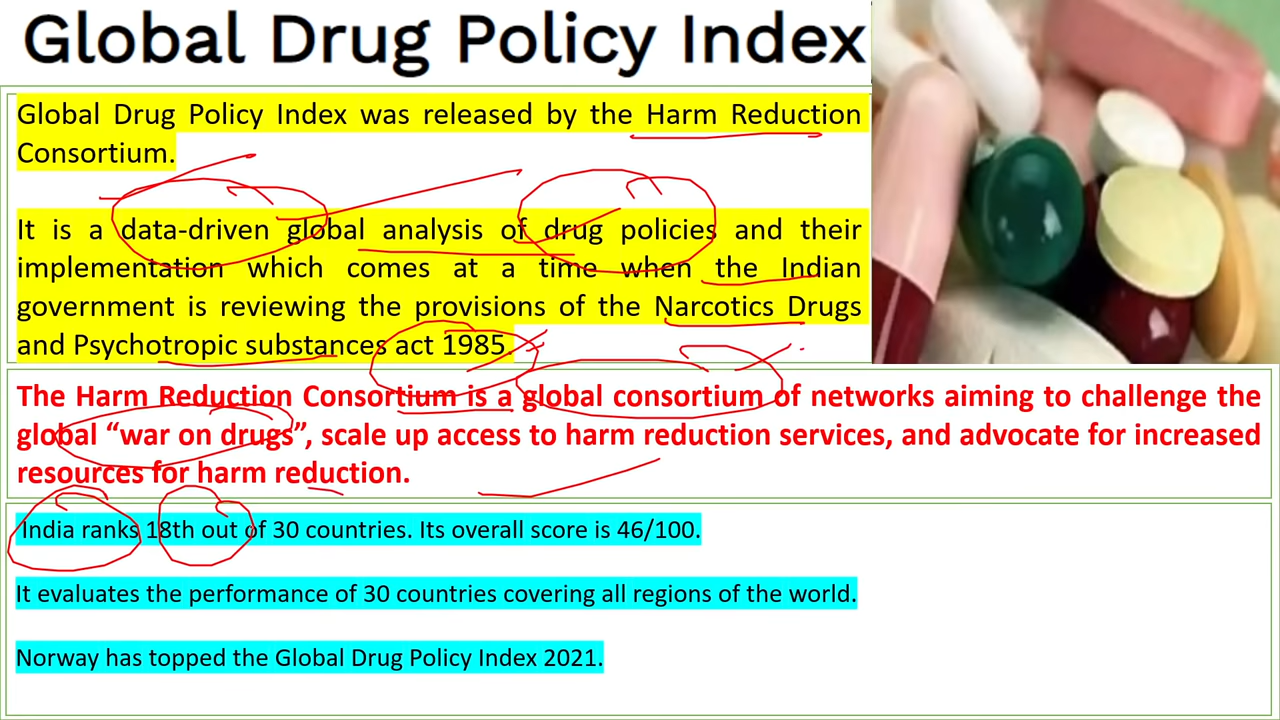 Global Drug Policy Index
Global Drug Policy Index was released by the Harm Reduction
Consortium.
It is a data-driven global analysis of drug policies and their
implementation which comes at a time when the Indian
government is reviewing the provisions of the Narcotics Drugs
and Psychotropic substances act 1985.
The Harm Reduction Consortium is a global consortium of networks aiming to challenge the
global “war on drugs”, scale up access to harm reduction services, and advocate for increased
resources for harm reduction.
India ranks 18th out of 30 countries. Its overall score is 46/100.
It evaluates the performance of 30 countries covering all regions of the world.
Norway has topped the Global Drug Policy Index 2021.